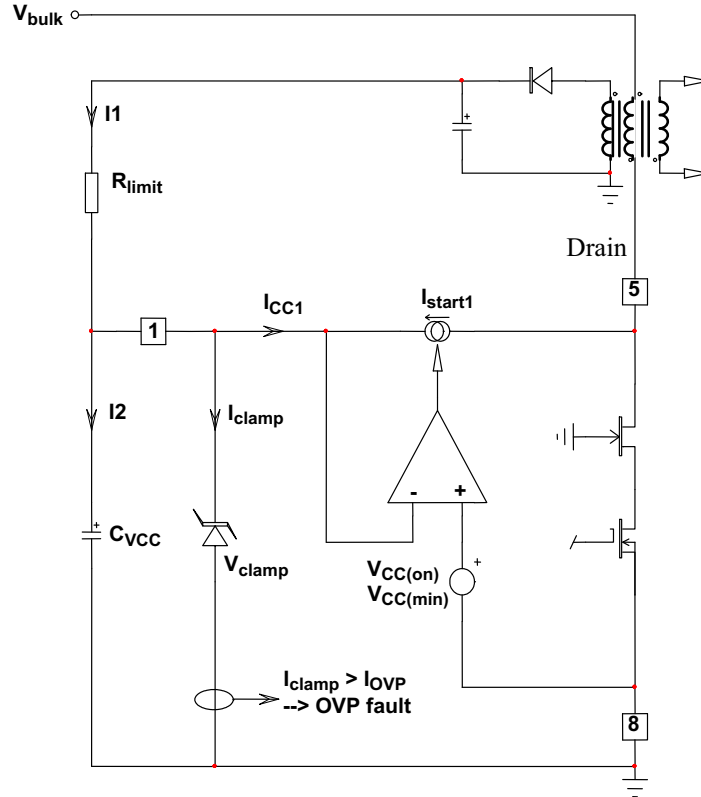 Vbulk
I1
Rlimit
Drain
5
ICC1
Istart1
1
I2
Iclamp
- +
CVCC
Vclamp
VCC(on)
VCC(min)
Iclamp > IOVP
--> OVP fault
8